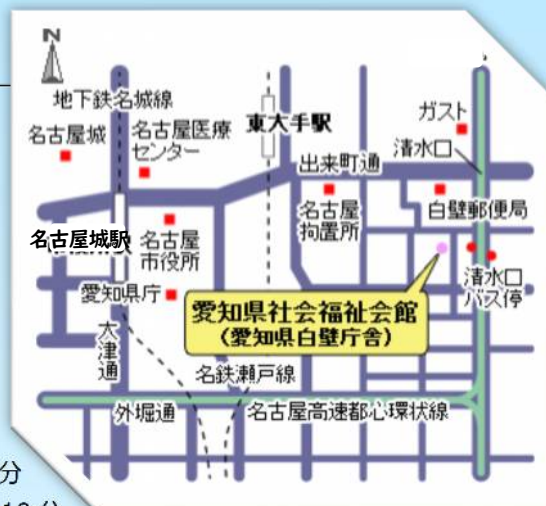 N
地下鉄名城線
名古屋城
名古屋医療
センター
東大手駅
ガスト
清水口
出来町通
名古屋
拘置所
白壁郵便局
名古屋城駅
名古屋
市役所
清水口
バス停
愛知県庁
愛知県社会福祉会館
(愛知県白壁庁舎)
大津通
名鉄瀬戸線
外堀通
名古屋高速都心環状線
分